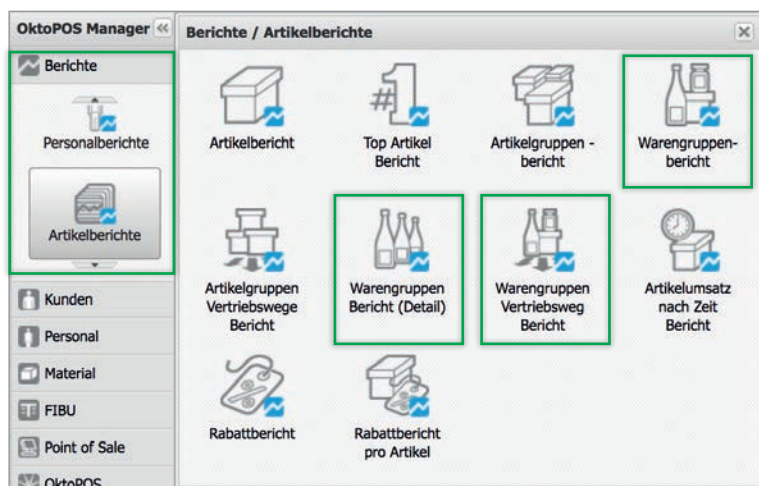 OktoPOS Manager
Berichte
Personalberichte
Artikelberichte
Kunden
Personal
Material
FIBU
Point of Sale
OktoPOS
Berichte / Artikelberichte
Artikelbericht
#1
Top Artikel
Bericht
Artikelgruppen -
bericht
Warengruppen-
bericht
Artikelgruppen
Vertriebswege
Bericht
Warengruppen
Bericht (Detail)
Warengruppen
Vertriebsweg
Bericht
Artikelumsatz
nach Zeit
Bericht
Rabattbericht
Rabattbericht
pro Artikel